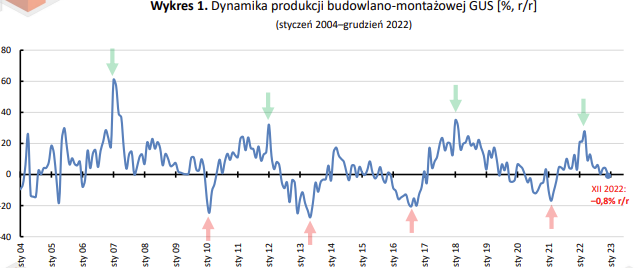 Wykres 1. Dynamika produkcji budowlano-montażowej GUS [%, r/r]
(styczeń 2004–grudzień 2022)
80
60
40
20
0
-20
-40
XII 2022:
–0,8% r/r
sty 04
sty 05
sty 06
sty 07
sty 08
sty 09
sty 10
sty 11
sty 12
sty 13
sty 14
sty 15
sty 16
sty 17
sty 18
sty 19
sty 20
sty 21
sty 22
sty 23